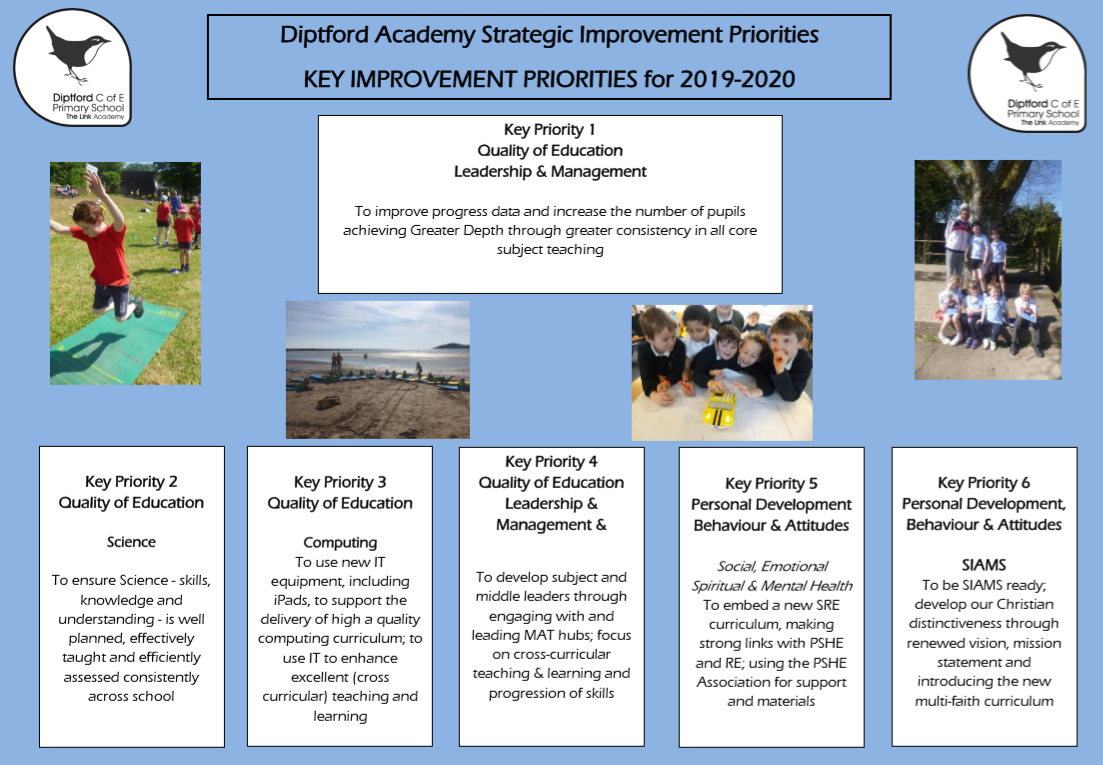 Diptford Academy Strategic Improvement Priorities
KEY IMPROVEMENT PRIORITIES for 2019-2020
Diptford C of E
Primary School
The Link Academy
Diptford C of E
Primary School
The Link Academy
Key Priority 1
Quality of Education
Leadership & Management
To improve progress data and increase the number of pupils
achieving Greater Depth through greater consistency in all core
subject teaching
Key Priority 2
Quality of Education
Science
To ensure Science - skills,
knowledge and
understanding - is well
planned, effectively
taught and efficiently
assessed consistently
across school
Key Priority 3
Quality of Education
Computing
To use new IT
equipment, including
iPads, to support the
delivery of high a quality
computing curriculum; to
use IT to enhance
excellent (cross
curricular) teaching and
learning
Key Priority 4
Quality of Education
Leadership &
Management &
To develop subject and
middle leaders through
engaging with and
leading MAT hubs; focus
on cross-curricular
teaching & learning and
progression of skills
Key Priority 5
Personal Development
Behaviour & Attitudes
Social, Emotional
Spiritual & Mental Health
To embed a new SRE
curriculum, making
strong links with PSHE
and RE; using the PSHE
Association for support
and materials
Key Priority 6
Personal Development,
Behaviour & Attitudes
SIAMS
To be SIAMS ready;
develop our Christian
distinctiveness through
renewed vision, mission
statement and
introducing the new
multi-faith curriculum